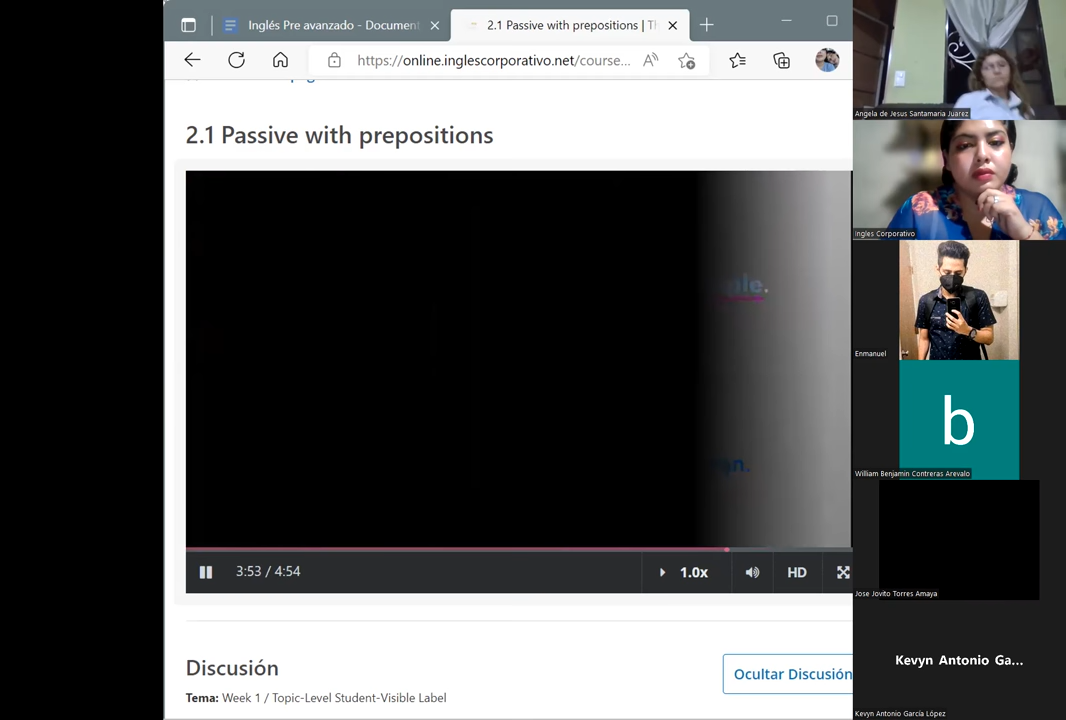 Inglés Pre avanzado - Document
2.1 Passive with prepositions | Th
https://online.inglescorporativo.net/course...
2.1 Passive with prepositions
3:53 / 4:54
1.0x
HD
Discusión
Ocultar Discusión
Tema: Week 1 / Topic-Level Student-Visible Label
Angela de Jesus Santamaria Juarez
Ingles Corporativo
Enmanuel
b
William Benjamin Contreras Arevalo
Jose Jovito Torres Amaya
Kevyn Antonio Ga...
Kevyn Antonio García López